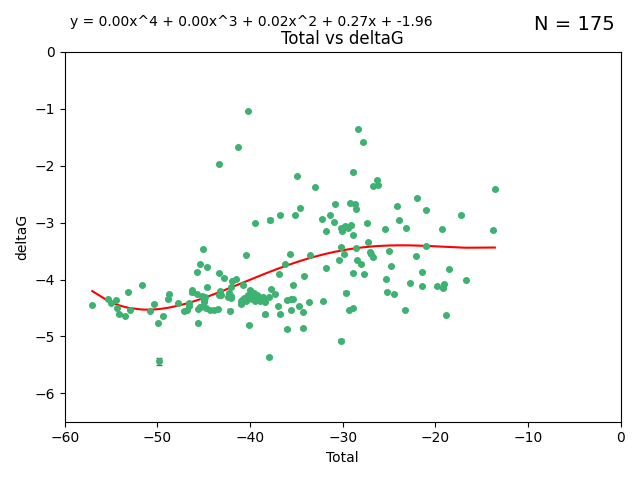 y = 0.00x^4 + 0.00x^3 + 0.02x^2 + 0.27x + -1.96
N = 175
Total vs deltaG
0
−1
−2
−3
−4
−5
−6
deltaG
−60 −50 −40 −30 −20 −10 0
Total